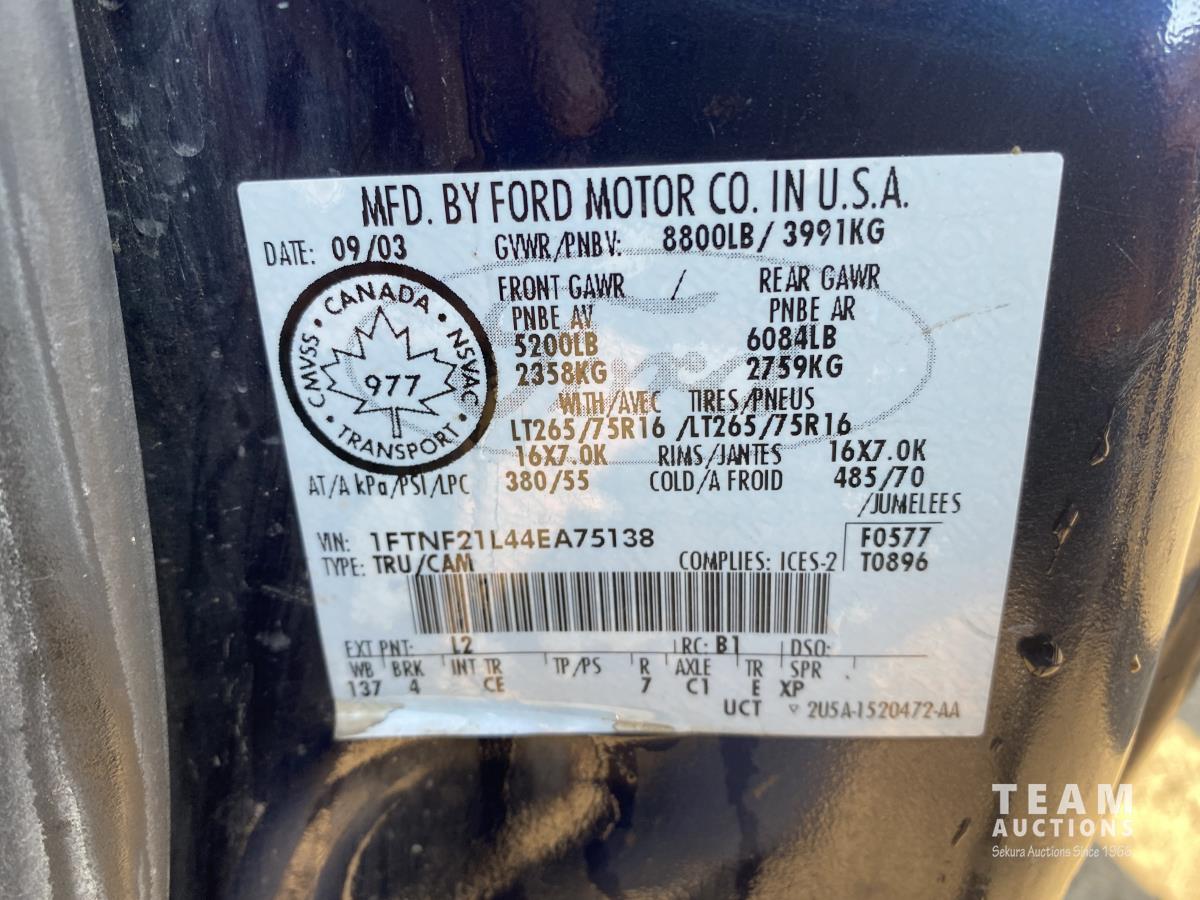 MFD. BY FORD MOTOR CO. IN U.S.A.
DATE: 09/03 GVWR/PNBV: 8800LB/ 3991KG
FRONT GAWR / REAR GAWR
PNBE AV PNBE AR
5200LB 6084LB
2358KG 2759KG
WITH/AVEC TIRES/PNEUS
LT265/75R16 /LT265/75R16
16X7.0K RIMS/JANTES 16X7.0K
AT/A kPa/PSI/LPC 380/55 COLD/A FROID 485/70
/JUMELEES
CMVSS • CANADA • NSVAC • TRANSPORT •
977
VIN: 1FTNF21L44EA75138 F0577
TYPE: TRU/CAM COMPLIES: ICES-2 T0896
EXT PNT: L2 RC: B1 DSO:
WB BRK INT TR TP/PS R AXLE TR SPR
137 4 CE 7 C1 E XP
UCT 2U5A-1520472-AA
TEAM
AUCTIONS
Sekura Auctions Since 1966